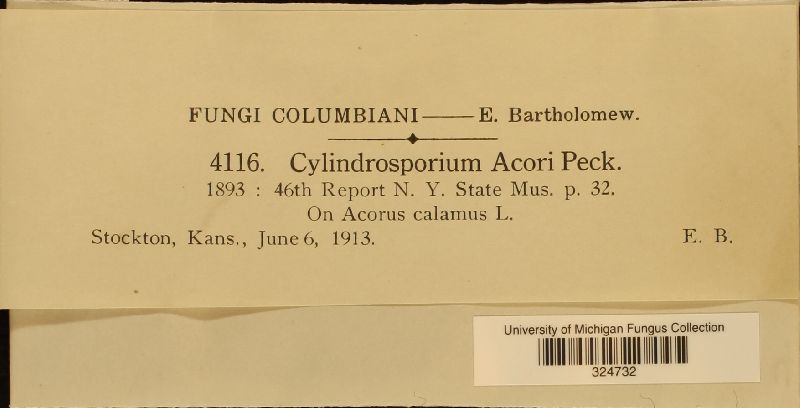 FUNGI COLUMBIANI — E. Bartholomew.
4116. Cylindrosporium Acori Peck.
1893 : 46th Report N. Y. State Mus. p. 32.
On Acorus calamus L.
Stockton, Kans., June 6, 1913. E. B.
University of Michigan Fungus Collection
324732